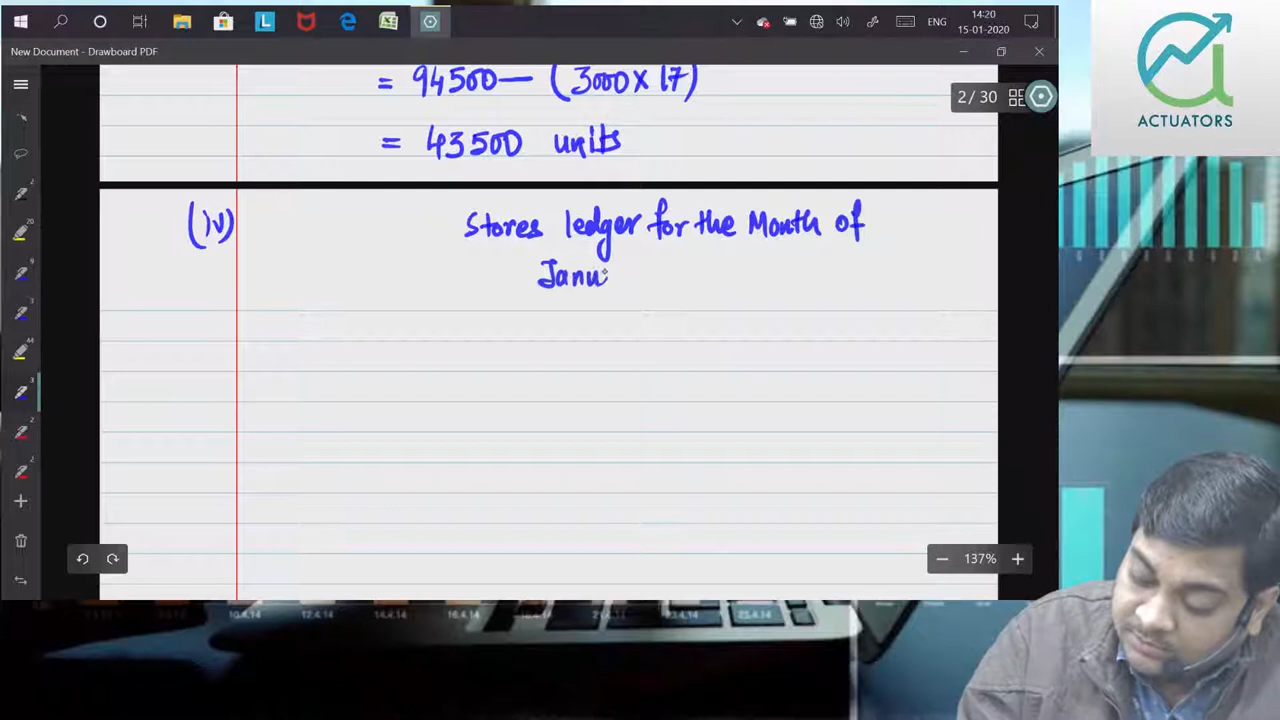 14:20
ENG
15-01-2020
New Document - Drawboard PDF
ACTUATORS
2 / 30
= 94500 — (3000 x 17)
= 43500 units
(iv) Stores ledger for the Month of
Janu
137%